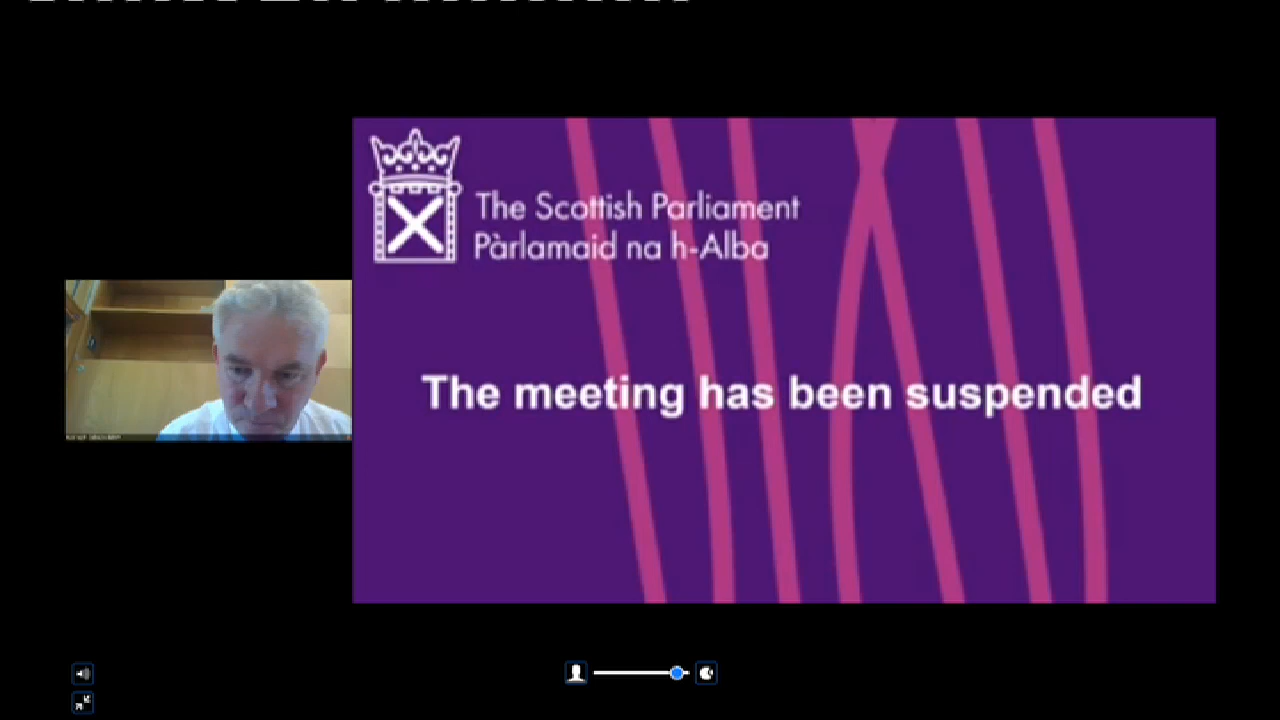 The Scottish Parliament
Pàrlamaid na h-Alba
The meeting has been suspended